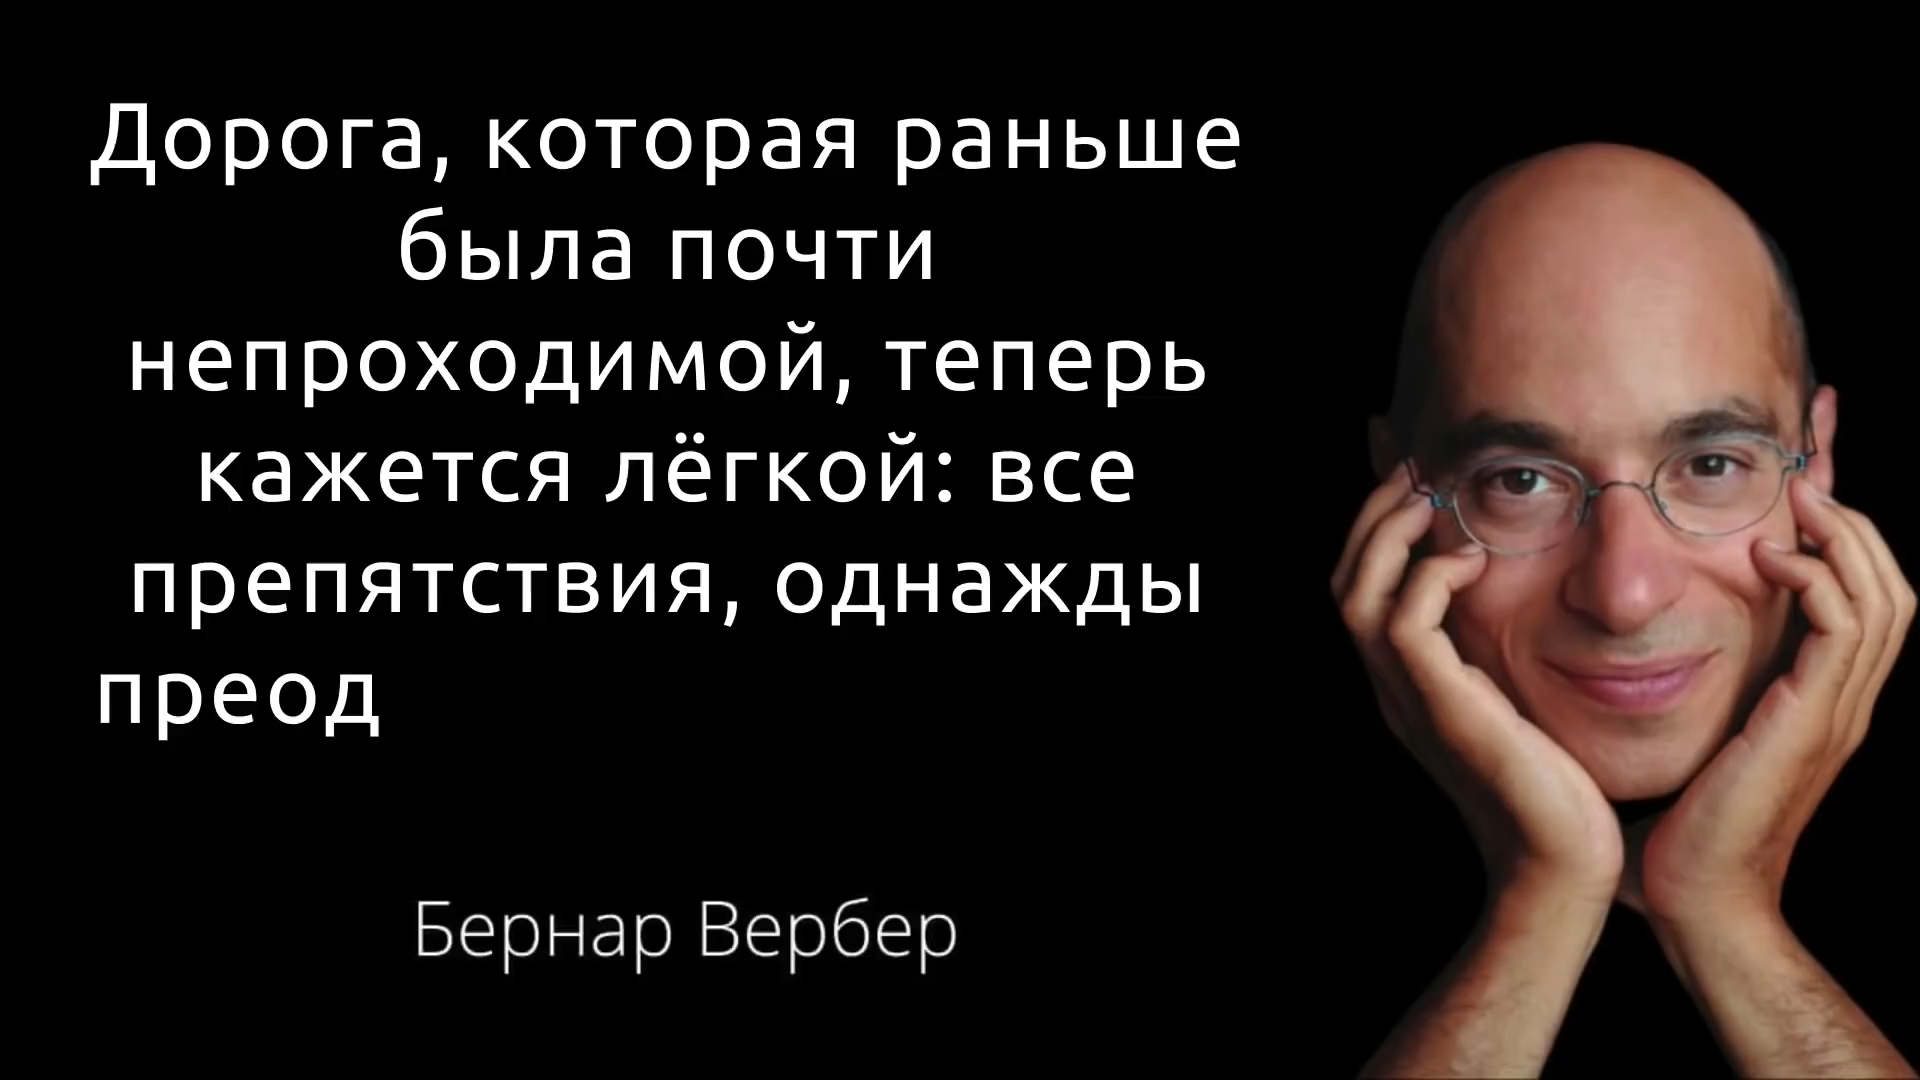 Дорога, которая раньше
была почти
непроходимой, теперь
кажется лёгкой: все
препятствия, однажды
преод
Бернар Вербер